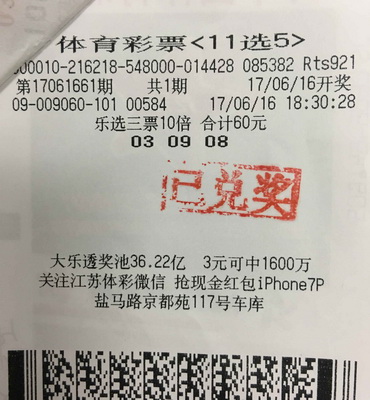 体育彩票<11选5>
000010-216218-548000-014428 085382 Rts921
第17061661期 共1期 17/06/16开奖
09-009060-101 00584 17/06/16 18:30:28
乐选三票10倍 合计60元
03 09 08
已兑奖
大乐透奖池36.22亿 3元可中1600万
关注江苏体彩微信 抢现金红包iPhone7P
盐马路京都苑117号车库